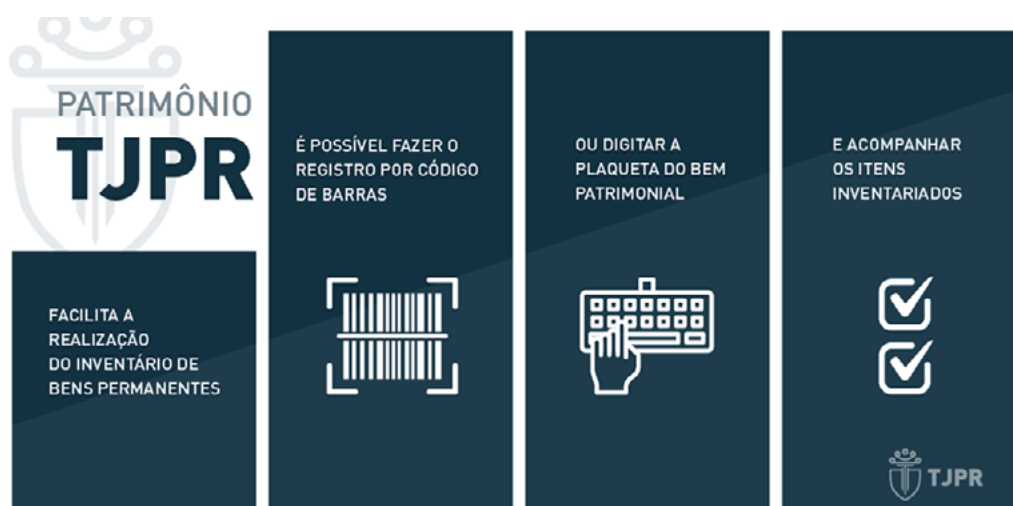 PATRIMÔNIO
TJPR
FACILITA A
REALIZAÇÃO
DO INVENTÁRIO DE
BENS PERMANENTES
É POSSÍVEL FAZER O
REGISTRO POR CÓDIGO
DE BARRAS
OU DIGITAR A
PLAQUETA DO BEM
PATRIMONIAL
E ACOMPANHAR
OS ITENS
INVENTARIADOS
TJPR